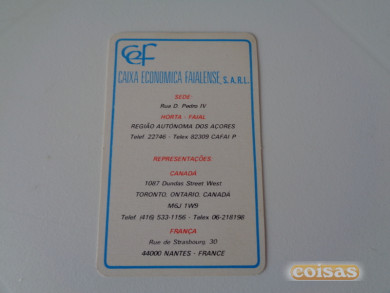 CEF
CAIXA ECONÓMICA FAIALENSE, S.A.R.L.
SEDE
Rua D. Pedro IV
HORTA - FAIAL
REGIÃO AUTÓNOMA DOS AÇORES
Telef. 22746 - Telex 82309 CAFAI P
REPRESENTAÇÕES
CANADÁ
1087 Dundas Street West
TORONTO, ONTARIO, CANADÁ
M6J 1W9
Telef. (416) 533-1156 - Telex 06-218196
FRANÇA
Rue de Strasbourg, 30
44000 NANTES - FRANCE
coisas